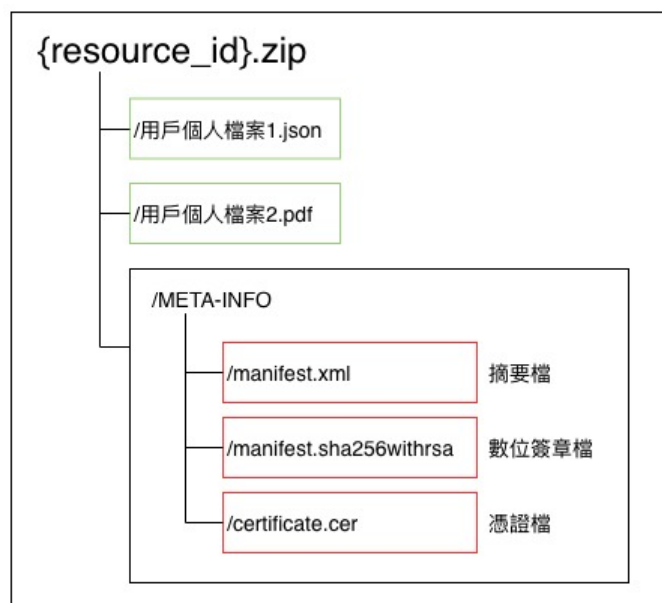 {resource_id}.zip
/用戶個人檔案1.json
/用戶個人檔案2.pdf
/META-INFO
/manifest.xml 摘要檔
/manifest.sha256withrsa 數位簽章檔
/certificate.cer 憑證檔